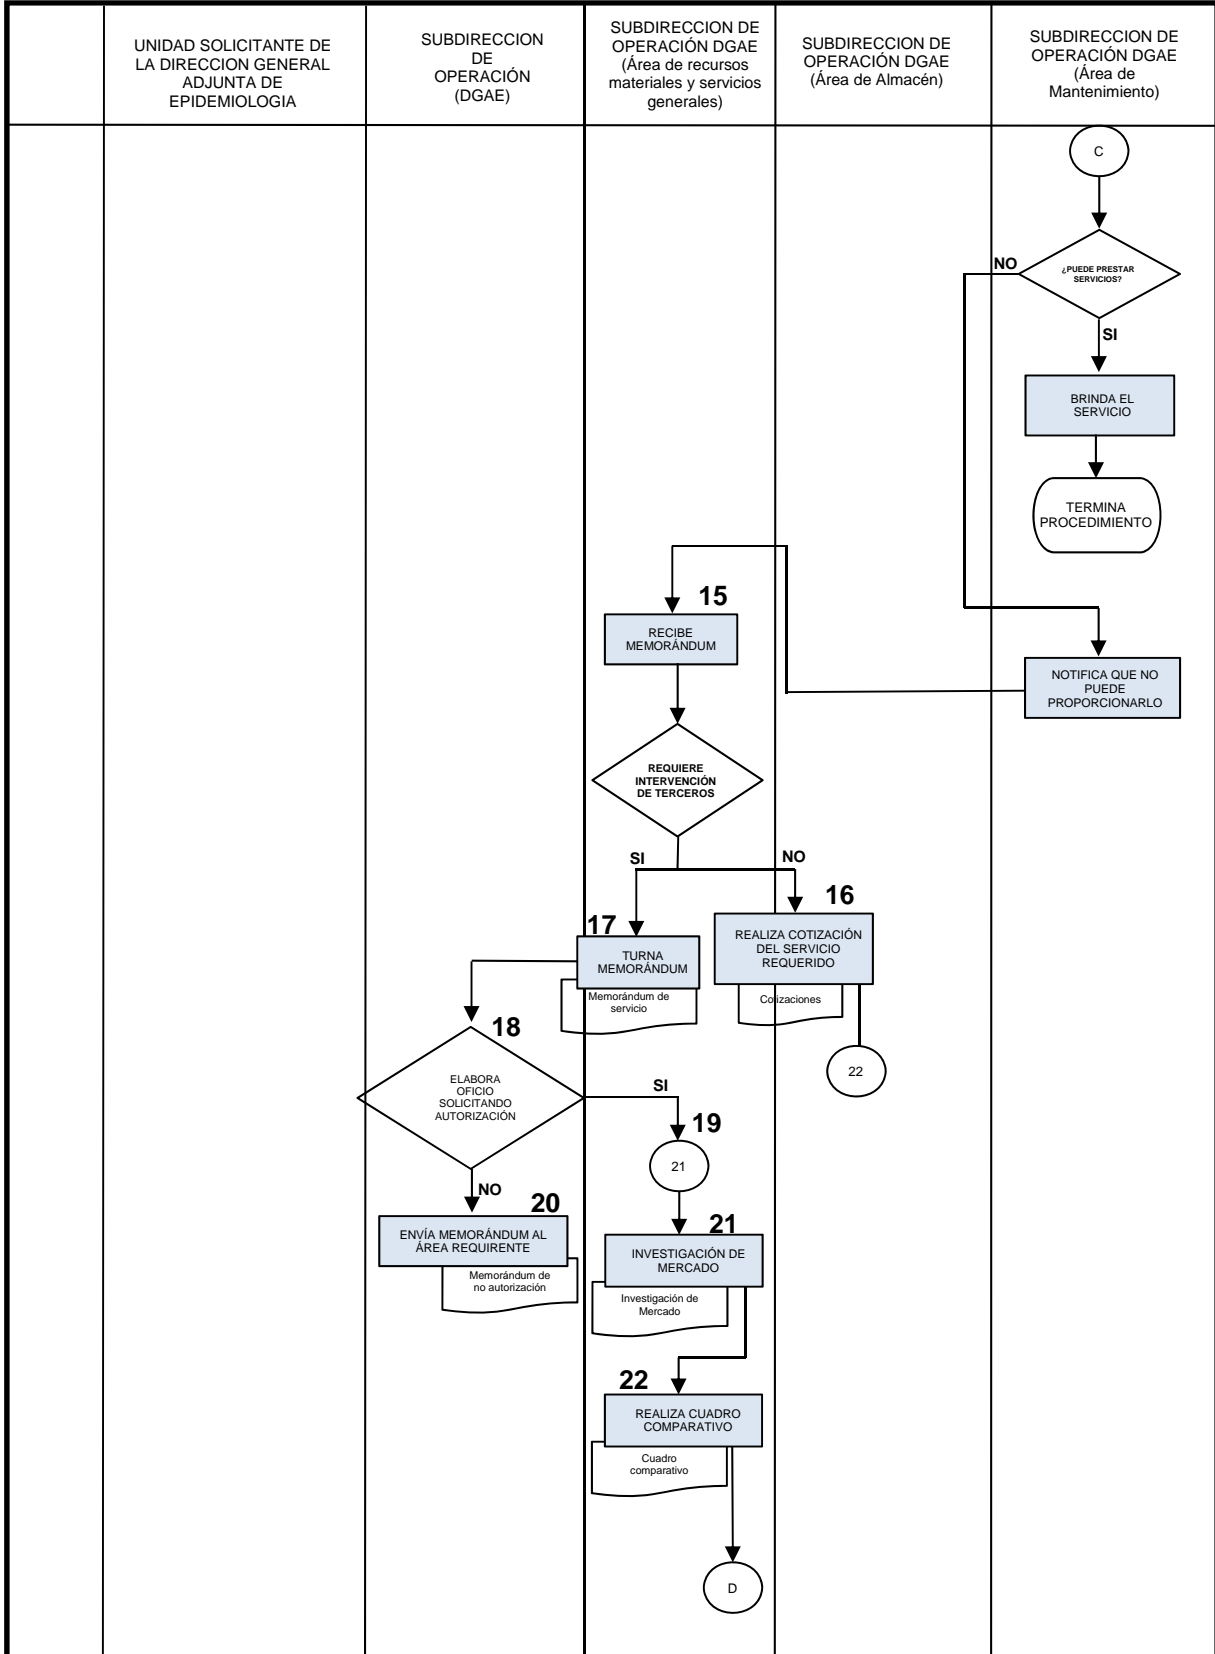 UNIDAD SOLICITANTE DE
LA DIRECCION GENERAL
ADJUNTA DE
EPIDEMIOLOGIA
SUBDIRECCION
DE
OPERACIÓN
(DGAE)
SUBDIRECCION DE
OPERACIÓN DGAE
(Área de recursos
materiales y servicios
generales)
SUBDIRECCION DE
OPERACIÓN DGAE
(Área de Almacén)
SUBDIRECCION DE
OPERACIÓN DGAE
(Área de
Mantenimiento)
C
¿PUEDE PRESTAR
SERVICIOS?
NO
SI
BRINDA EL
SERVICIO
TERMINA
PROCEDIMIENTO
NOTIFICA QUE NO
PUEDE
PROPORCIONARLO
15
RECIBE
MEMORÁNDUM
REQUIERE
INTERVENCIÓN
DE TERCEROS
SI
NO
16
REALIZA COTIZACIÓN
DEL SERVICIO
REQUERIDO
Cotizaciones
22
17
TURNA
MEMORÁNDUM
Memorándum de
servicio
18
ELABORA
OFICIO
SOLICITANDO
AUTORIZACIÓN
SI
19
21
NO
20
ENVÍA MEMORÁNDUM AL
ÁREA REQUIRENTE
Memorándum de
no autorización
21
INVESTIGACIÓN DE
MERCADO
Investigación de
Mercado
22
REALIZA CUADRO
COMPARATIVO
Cuadro
comparativo
D